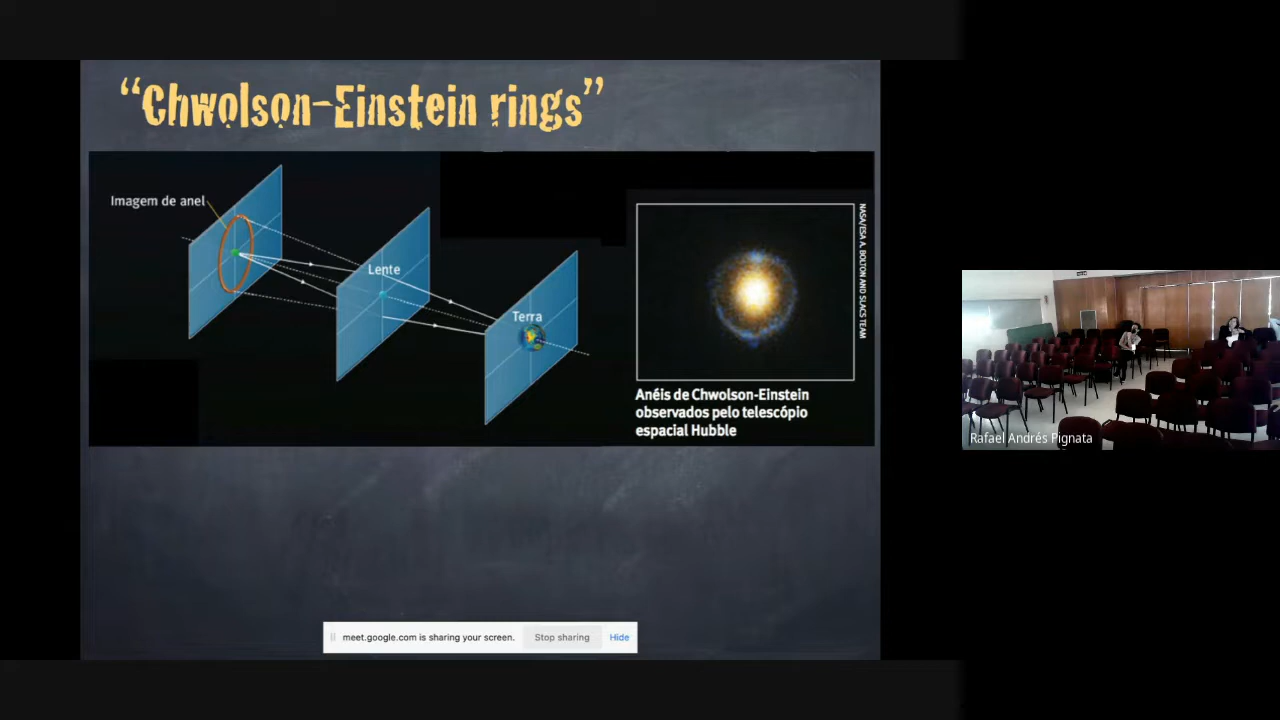 “Chwolson-Einstein rings”
Imagem de anel
Lente
Terra
NASA/ESA A. BOLTON AND SLACS TEAM
Anéis de Chwolson-Einstein
observados pelo telescópio
espacial Hubble
Rafael Andrés Pignata
meet.google.com is sharing your screen. Stop sharing Hide